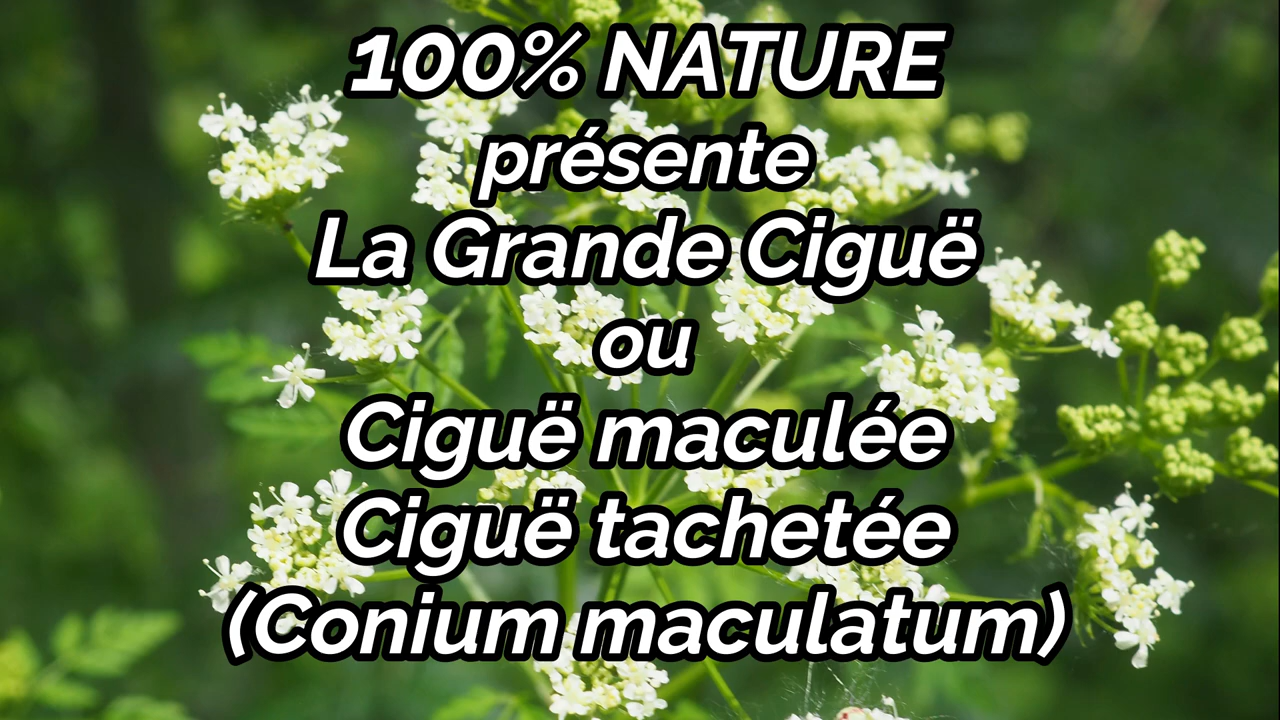 100% NATURE
présente
La Grande Ciguë
ou
Ciguë maculée
Ciguë tachetée
(Conium maculatum)